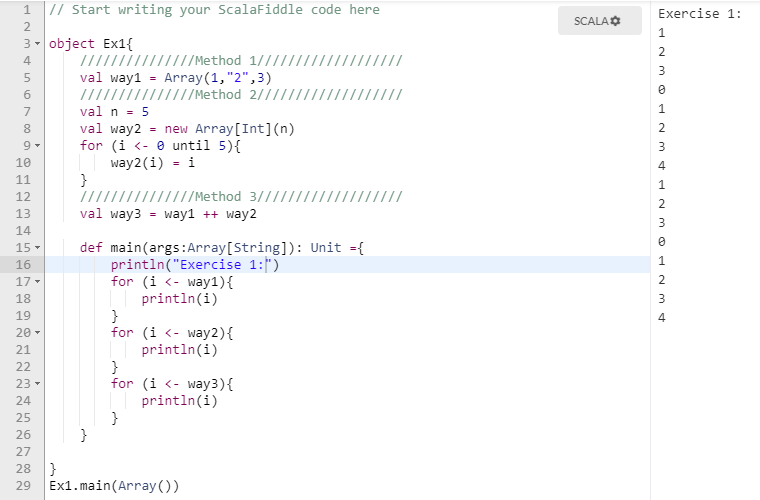 1 // Start writing your ScalaFiddle code here
2
3 object Ex1{
4     ///////////////Method 1///////////////////
5     val way1 = Array(1,"2",3)
6     ///////////////Method 2///////////////////
7     val n = 5
8     val way2 = new Array[Int](n)
9     for (i <- 0 until 5){
10         way2(i) = i
11     }
12     ///////////////Method 3///////////////////
13     val way3 = way1 ++ way2
14
15     def main(args:Array[String]): Unit ={
16         println("Exercise 1:")
17         for (i <- way1){
18             println(i)
19         }
20         for (i <- way2){
21             println(i)
22         }
23         for (i <- way3){
24             println(i)
25         }
26     }
27
28 }
29 Ex1.main(Array())
SCALA
Exercise 1:
1
2
3
0
1
2
3
4
1
2
3
0
1
2
3
4